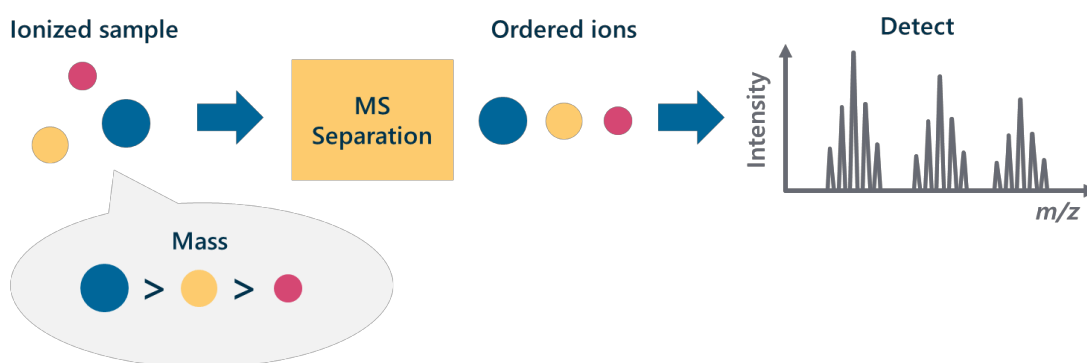 Ionized sample
Ordered ions
Detect
MS
Separation
Intensity
m/z
Mass
> >